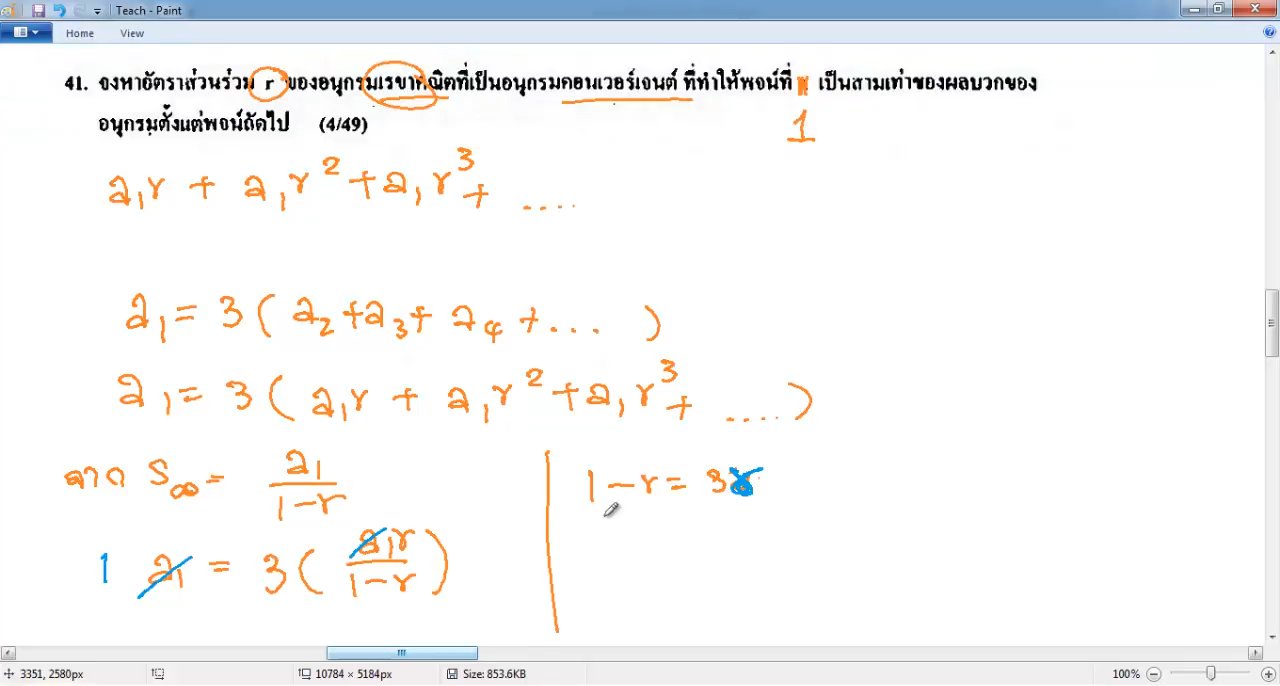 Teach - Paint
Home View
41. จงหาอัตราส่วนร่วม r ของอนุกรมเรขาคณิตที่เป็นอนุกรมคอนเวอร์เจนต์ ที่ทำให้พจน์ที่ เป็นสามเท่าของผลบวกของ
อนุกรมตั้งแต่พจน์ถัดไป (4/49)
1
a₁r + a₁r² + a₁r³ + ....
a₁ = 3 ( a₂ + a₃ + a₄ + ... )
a₁ = 3 ( a₁r + a₁r² + a₁r³ + .... )
จาก S∞ = a₁/(1-r)
1 a₁ = 3 ( a₁r/(1-r) )
1 - r = 3r
3351, 2580px 10784 × 5184px Size: 853.6KB 100%